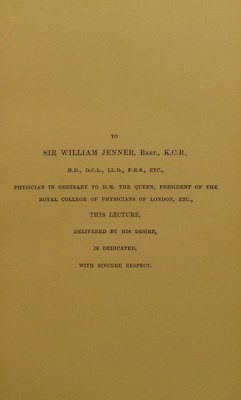 TO
SIR WILLIAM JENNER, BART., K.C.B.,
M.D., D.C.L., LL.D., F.R.S., ETC.,
PHYSICIAN IN ORDINARY TO H.M. THE QUEEN, PRESIDENT OF THE
ROYAL COLLEGE OF PHYSICIANS OF LONDON, ETC.,
THIS LECTURE,
DELIVERED BY HIS DESIRE,
IS DEDICATED,
WITH SINCERE RESPECT.